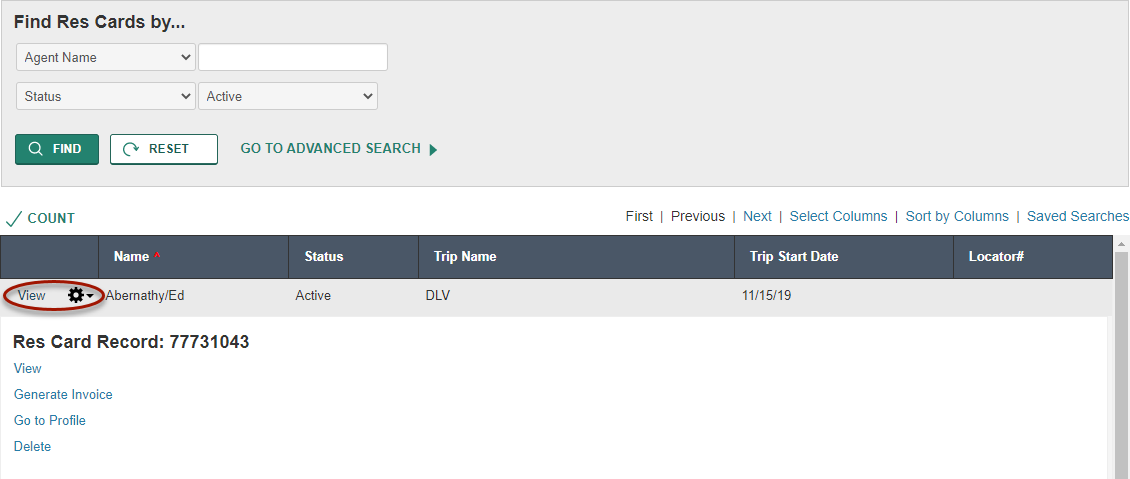 Find Res Cards by...
Agent Name
Status Active
FIND RESET GO TO ADVANCED SEARCH
COUNT First | Previous | Next | Select Columns | Sort by Columns | Saved Searches
Name ^ Status Trip Name Trip Start Date Locator#
View Abernathy/Ed Active DLV 11/15/19
Res Card Record: 77731043
View
Generate Invoice
Go to Profile
Delete